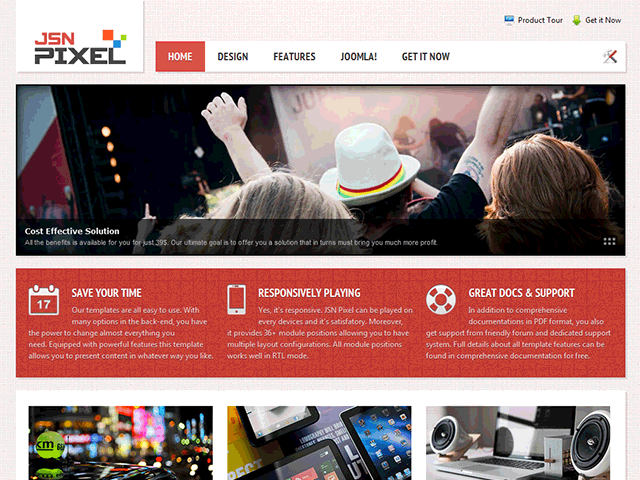 Product Tour
Get it Now
JSN
PIXEL
HOME
DESIGN
FEATURES
JOOMLA!
GET IT NOW
Cost Effective Solution
All the benefits is available for you for just 39$. Our ultimate goal is to offer you a solution that in turns must bring you much more profit.
17
SAVE YOUR TIME
Our templates are all easy to use. With
many options in the back-end, you have
the power to change almost everything you
need. Equipped with powerful features this template
allows you to present content in whatever way you like.
RESPONSIVELY PLAYING
Yes, it's responsive. JSN Pixel can be played on
every devices and it's satisfatory. Moreover,
it provides 36+ module positions allowing you to have
multiple layout configurations. All module positions
works well in RTL mode.
GREAT DOCS & SUPPORT
In addition to comprehensive
documentations in PDF format, you also
get support from friendly forum and dedicated support
system. Full details about all template features can be
found in comprehensive documentation for free.
km